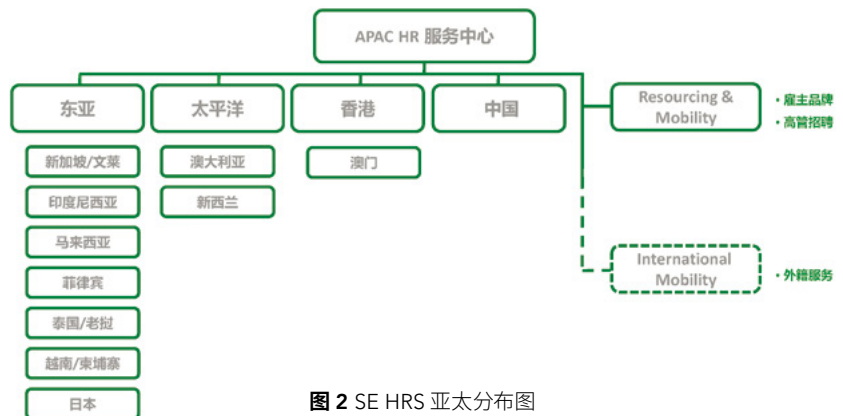 APAC HR 服务中心
东亚
太平洋
香港
中国
Resourcing &
Mobility
· 雇主品牌
· 高管招聘
新加坡/文莱
澳大利亚
澳门
印度尼西亚
新西兰
马来西亚
International
Mobility
· 外籍服务
菲律宾
泰国/老挝
越南/柬埔寨
日本
图 2 SE HRS 亚太分布图